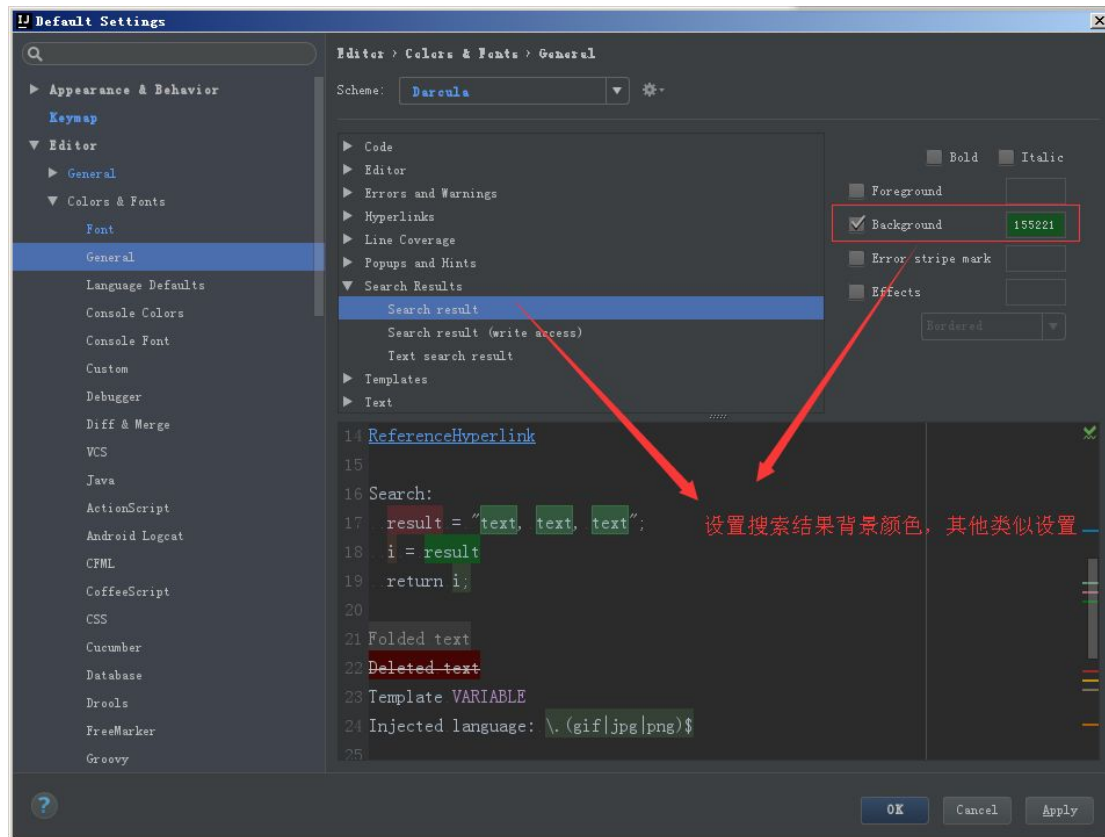 Default Settings
Editor › Colors & Fonts › General
Scheme: Darcula
Appearance & Behavior
Keymap
Editor
General
Colors & Fonts
Font
General
Language Defaults
Console Colors
Console Font
Custom
Debugger
Diff & Merge
VCS
Java
ActionScript
Android Logcat
CFML
CoffeeScript
CSS
Cucumber
Database
Drools
FreeMarker
Groovy
Code
Editor
Errors and Warnings
Hyperlinks
Line Coverage
Popups and Hints
Search Results
Search result
Search result (write access)
Text search result
Templates
Text
Bold Italic
Foreground
Background 155221
Error stripe mark
Effects
Bordered
14 ReferenceHyperlink
15
16 Search:
17 result = "text, text, text";
18 i = result
19 return i;
20
21 Folded text
22 Deleted text
23 Template VARIABLE
24 Injected language: \.(gif|jpg|png)$
25
设置搜索结果背景颜色，其他类似设置
? OK Cancel Apply